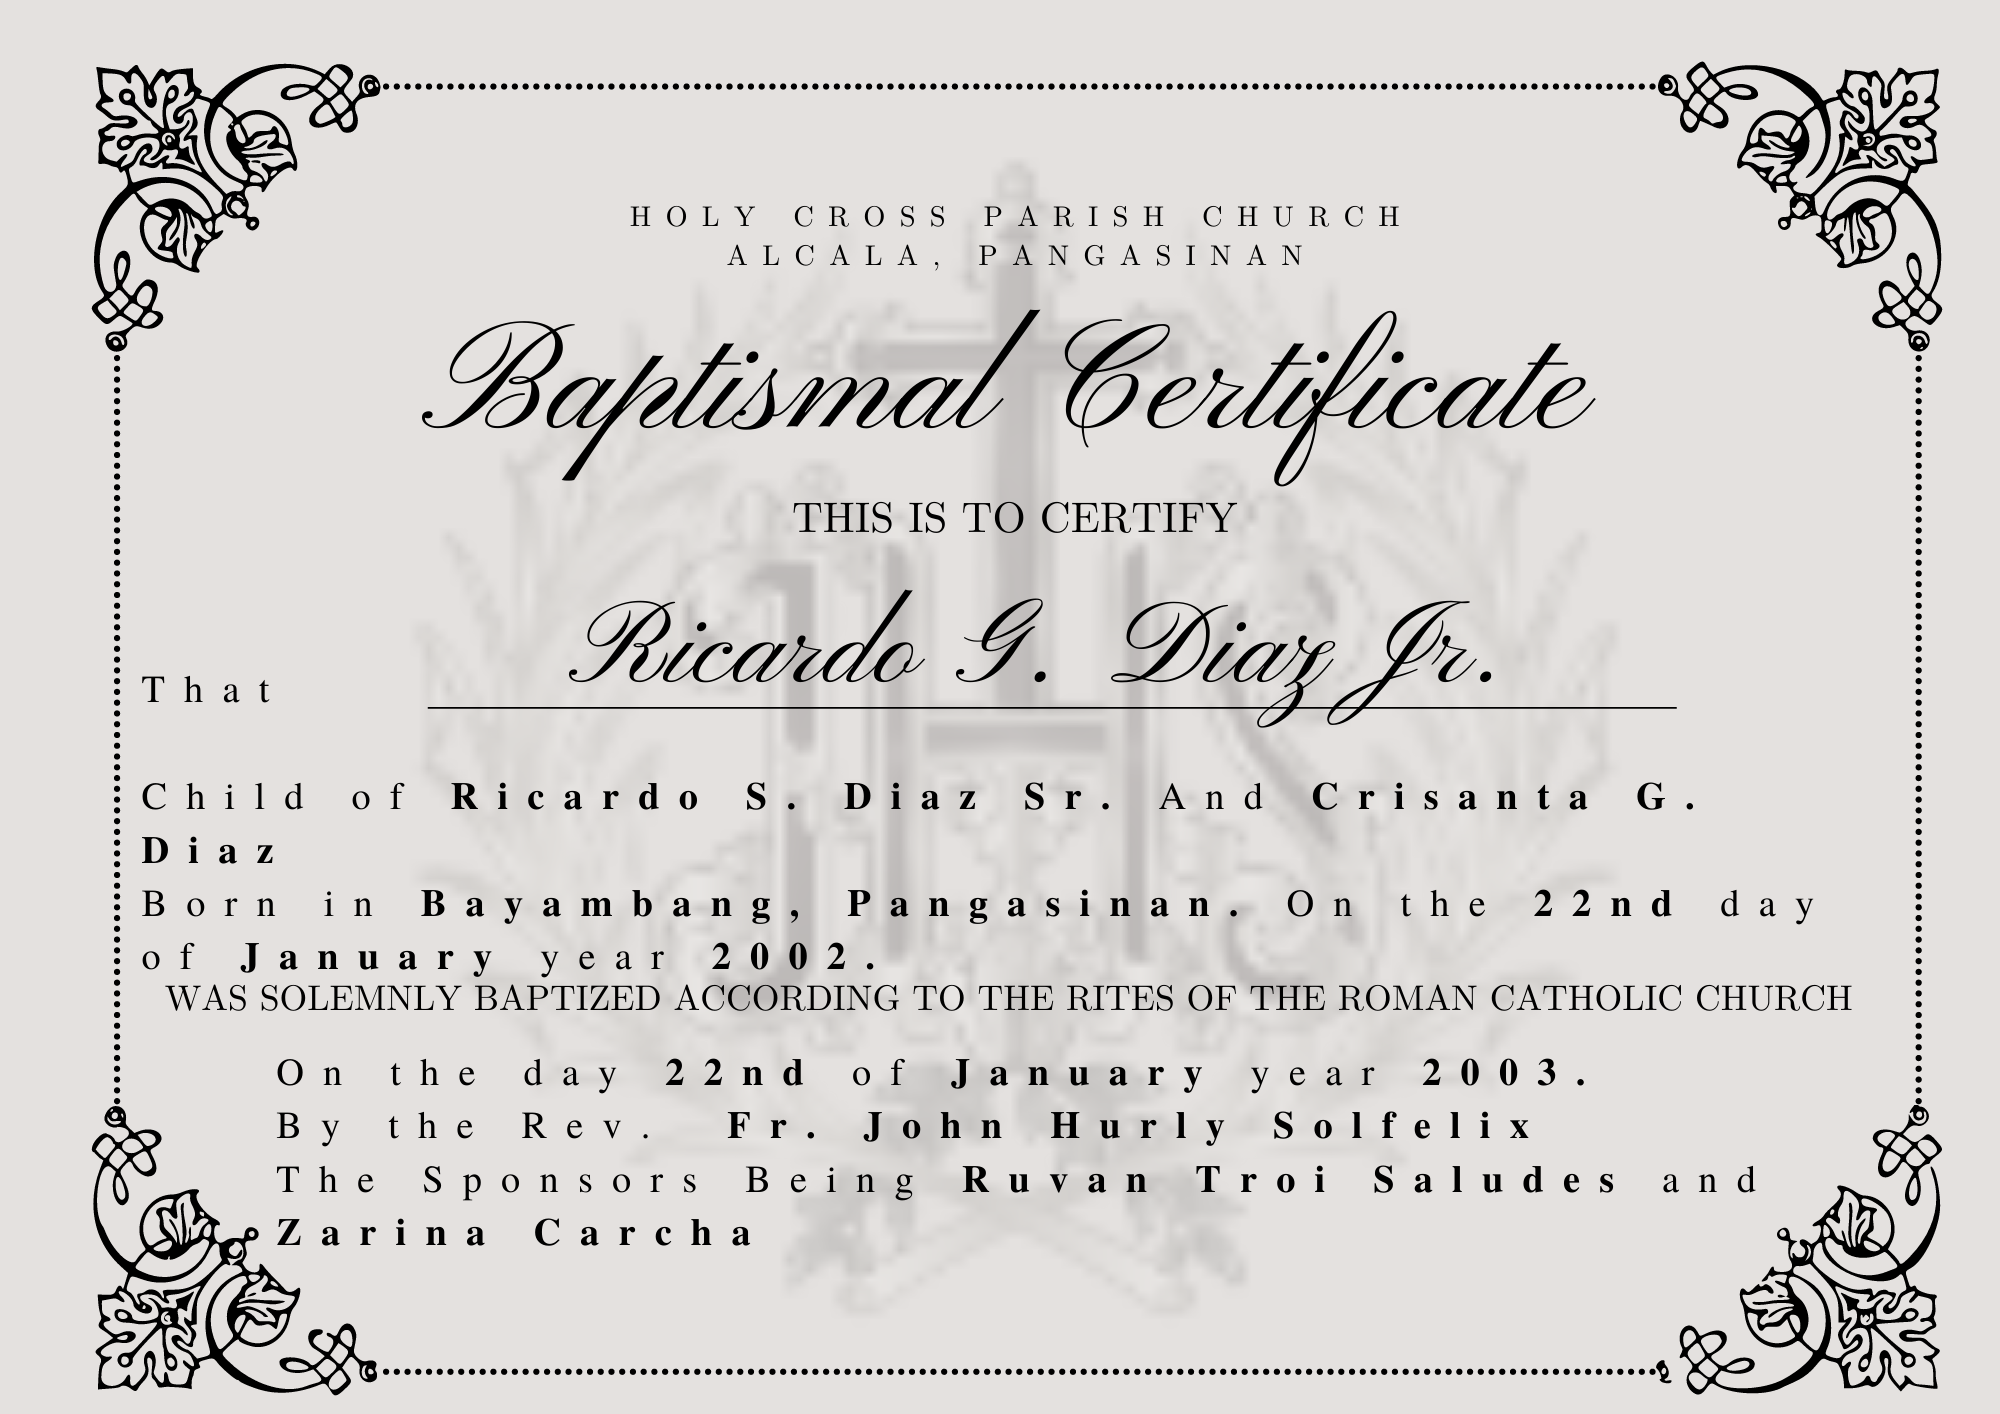 HOLY CROSS PARISH CHURCH
ALCALA, PANGASINAN
Baptismal Certificate
THIS IS TO CERTIFY
That Ricardo G. Diaz Jr.
Child of Ricardo S. Diaz Sr. And Crisanta G.
Diaz
Born in Bayambang, Pangasinan. On the 22nd day
of January year 2002.
WAS SOLEMNLY BAPTIZED ACCORDING TO THE RITES OF THE ROMAN CATHOLIC CHURCH
On the day 22nd of January year 2003.
By the Rev. Fr. John Hurly Solfelix
The Sponsors Being Ruvan Troi Saludes and
Zarina Carcha